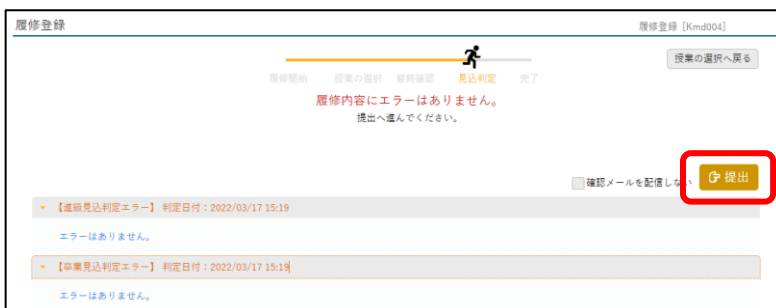 履修登録
履修登録 [Kmd004]
授業の選択へ戻る
履修開始 授業の選択 最終確認 見込判定 完了
履修内容にエラーはありません。
提出へ進んでください。
確認メールを配信しない 提出
【進級見込判定エラー】 判定日付：2022/03/17 15:19
エラーはありません。
【卒業見込判定エラー】 判定日付：2022/03/17 15:19
エラーはありません。